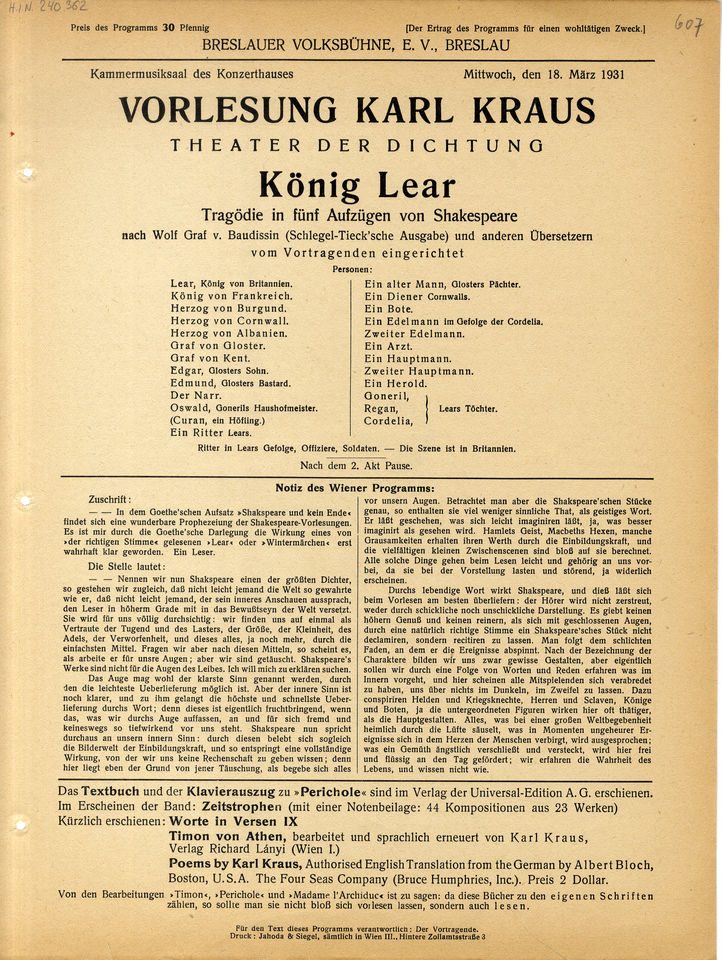 H.I.N. 240 362
607
Preis des Programms 30 Pfennig
[Der Ertrag des Programms für einen wohltätigen Zweck.]
BRESLAUER VOLKSBÜHNE, E. V., BRESLAU
Kammermusiksaal des Konzerthauses
Mittwoch, den 18. März 1931
VORLESUNG KARL KRAUS
THEATER DER DICHTUNG
König Lear
Tragödie in fünf Aufzügen von Shakespeare
nach Wolf Graf v. Baudissin (Schlegel-Tieck'sche Ausgabe) und anderen Übersetzern
vom Vortragenden eingerichtet
Personen:
Lear, König von Britannien.
König von Frankreich.
Herzog von Burgund.
Herzog von Cornwall.
Herzog von Albanien.
Graf von Gloster.
Graf von Kent.
Edgar, Glosters Sohn.
Edmund, Glosters Bastard.
Der Narr.
Oswald, Gonerils Haushofmeister.
(Curan, ein Höfling.)
Ein Ritter Lears.
Ein alter Mann, Glosters Pächter.
Ein Diener Cornwalls.
Ein Bote.
Ein Edelmann im Gefolge der Cordelia.
Zweiter Edelmann.
Ein Arzt.
Ein Hauptmann.
Zweiter Hauptmann.
Ein Herold.
Goneril,
Regan, Lears Töchter.
Cordelia,
Ritter in Lears Gefolge, Offiziere, Soldaten. — Die Szene ist in Britannien.
Nach dem 2. Akt Pause.
Notiz des Wiener Programms:
Zuschrift:
— — In dem Goethe'schen Aufsatz »Shakspeare und kein Ende«
findet sich eine wunderbare Prophezeiung der Shakespeare-Vorlesungen.
Es ist mir durch die Goethe'sche Darlegung die Wirkung eines von
»der richtigen Stimme« gelesenen »Lear« oder »Wintermärchen« erst
wahrhaft klar geworden. Ein Leser.
Die Stelle lautet:
— — Nennen wir nun Shakspeare einen der größten Dichter,
so gestehen wir zugleich, daß nicht leicht jemand die Welt so gewahrte
wie er, daß nicht leicht jemand, der sein inneres Anschauen aussprach,
den Leser in höherm Grade mit in das Bewußtseyn der Welt versetzt.
Sie wird für uns völlig durchsichtig: wir finden uns auf einmal als
Vertraute der Tugend und des Lasters, der Größe, der Kleinheit, des
Adels, der Verworfenheit, und dieses alles, ja noch mehr, durch die
einfachsten Mittel. Fragen wir aber nach diesen Mitteln, so scheint es,
als arbeite er für unsre Augen; aber wir sind getäuscht. Shakspeare's
Werke sind nicht für die Augen des Leibes. Ich will mich zu erklären suchen.
Das Auge mag wohl der klarste Sinn genannt werden, durch
den die leichteste Ueberlieferung möglich ist. Aber der innere Sinn ist
noch klarer, und zu ihm gelangt die höchste und schnellste Ueber-
lieferung durchs Wort; denn dieses ist eigentlich fruchtbringend, wenn
das, was wir durchs Auge auffassen, an und für sich fremd und
keineswegs so tiefwirkend vor uns steht. Shakspeare nun spricht
durchaus an unsern innern Sinn: durch diesen belebt sich sogleich
die Bilderwelt der Einbildungskraft, und so entspringt eine vollständige
Wirkung, von der wir uns keine Rechenschaft zu geben wissen; denn
hier liegt eben der Grund von jener Täuschung, als begebe sich alles
vor unsern Augen. Betrachtet man aber die Shakspeare'schen Stücke
genau, so enthalten sie viel weniger sinnliche That, als geistiges Wort.
Er läßt geschehen, was sich leicht imaginiren läßt, ja, was besser
imaginirt als gesehen wird. Hamlets Geist, Macbeths Hexen, manche
Grausamkeiten erhalten ihren Werth durch die Einbildungskraft, und
die vielfältigen kleinen Zwischenscenen sind bloß auf sie berechnet.
Alle solche Dinge gehen beim Lesen leicht und gehörig an uns vor-
bei, da sie bei der Vorstellung lasten und störend, ja widerlich
erscheinen.
Durchs lebendige Wort wirkt Shakspeare, und dieß läßt sich
beim Vorlesen am besten überliefern: der Hörer wird nicht zerstreut,
weder durch schickliche noch unschickliche Darstellung. Es giebt keinen
höhern Genuß und keinen reinern, als sich mit geschlossnen Augen,
durch eine natürlich richtige Stimme ein Shakspeare'sches Stück nicht
declamiren, sondern recitiren zu lassen. Man folgt dem schlichten
Faden, an dem er die Ereignisse abspinnt. Nach der Bezeichnung der
Charaktere bilden wir uns zwar gewisse Gestalten, aber eigentlich
sollen wir durch eine Folge von Worten und Reden erfahren was im
Innern vorgeht, und hier scheinen alle Mitspielenden sich verabredet
zu haben, uns über nichts im Dunkeln, im Zweifel zu lassen. Dazu
conspiriren Helden und Kriegsknechte, Herren und Sclaven, Könige
und Boten, ja die untergeordneten Figuren wirken hier oft thätiger,
als die Hauptgestalten. Alles, was bei einer großen Weltbegebenheit
heimlich durch die Lüfte säuselt, was in Momenten ungeheurer Er-
eignisse sich in dem Herzen der Menschen verbirgt, wird ausgesprochen;
was ein Gemüth ängstlich verschließt und versteckt, wird hier frei
und flüssig an den Tag gefördert; wir erfahren die Wahrheit des
Lebens, und wissen nicht wie.
Das Textbuch und der Klavierauszug zu »Perichole« sind im Verlag der Universal-Edition A. G. erschienen.
Im Erscheinen der Band: Zeitstrophen (mit einer Notenbeilage: 44 Kompositionen aus 23 Werken)
Kürzlich erschienen: Worte in Versen IX
Timon von Athen, bearbeitet und sprachlich erneuert von Karl Kraus,
Verlag Richard Lányi (Wien I.)
Poems by Karl Kraus, Authorised English Translation from the German by Albert Bloch,
Boston, U.S.A. The Four Seas Company (Bruce Humphries, Inc.). Preis 2 Dollar.
Von den Bearbeitungen ›Timon‹, ›Perichole‹ und ›Madame l'Archiduc‹ ist zu sagen: da diese Bücher zu den eigenen Schriften
zählen, so sollte man sie nicht bloß sich vorlesen lassen, sondern auch lesen.
Für den Text dieses Programms verantwortlich: Der Vortragende.
Druck: Jahoda & Siegel, sämtlich in Wien III., Hintere Zollamtsstraße 3